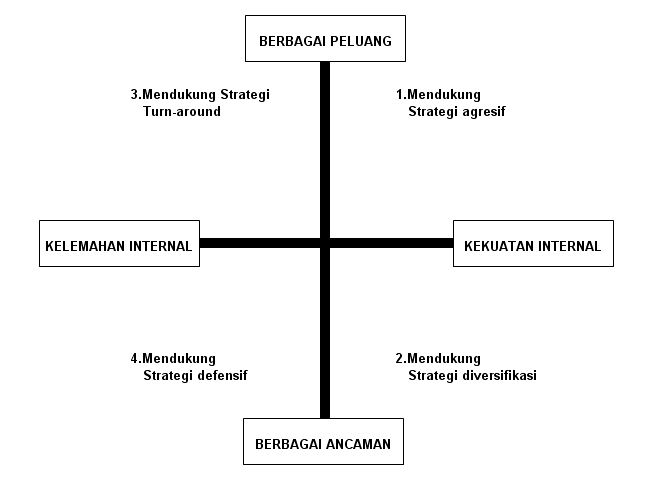 BERBAGAI PELUANG
3.Mendukung Strategi
Turn-around
1.Mendukung
Strategi agresif
KELEMAHAN INTERNAL
KEKUATAN INTERNAL
4.Mendukung
Strategi defensif
2.Mendukung
Strategi diversifikasi
BERBAGAI ANCAMAN